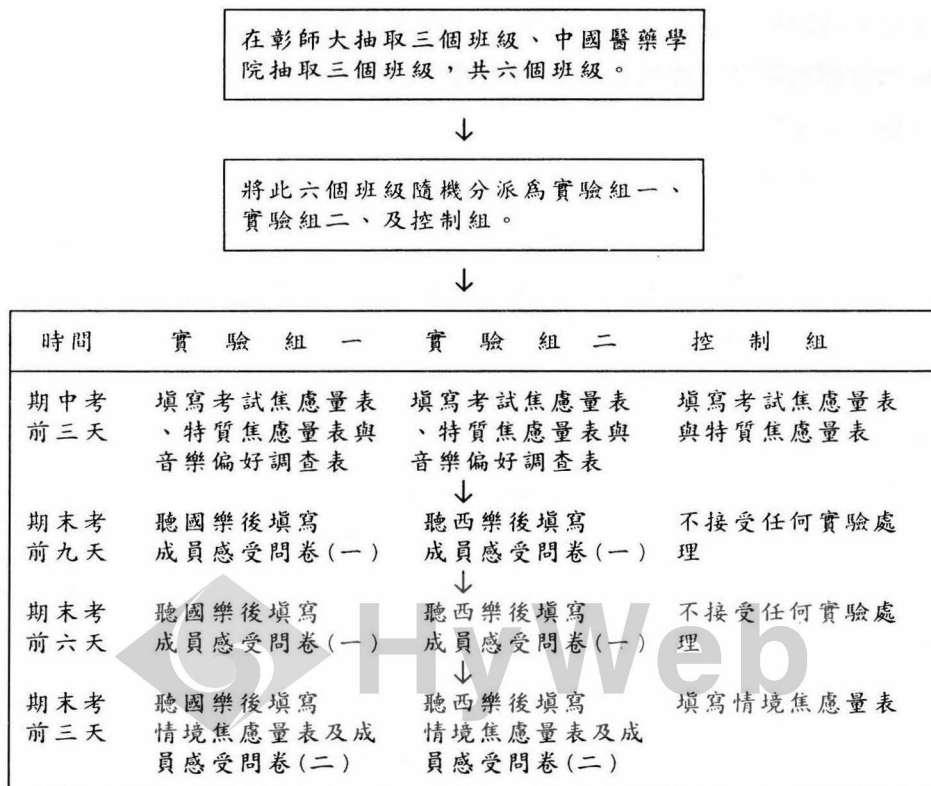 在彰師大抽取三個班級、中國醫藥學
院抽取三個班級，共六個班級。
↓
將此六個班級隨機分派爲實驗組一、
實驗組二、及控制組。
↓
時間 實驗組一 實驗組二 控制組
期中考 填寫考試焦慮量表 填寫考試焦慮量表 填寫考試焦慮量表
前三天 、特質焦慮量表與 、特質焦慮量表與 與特質焦慮量表
音樂偏好調查表 音樂偏好調查表
↓
期末考 聽國樂後填寫 聽西樂後填寫 不接受任何實驗處
前九天 成員感受問卷(一) 成員感受問卷(一) 理
↓
期末考 聽國樂後填寫 聽西樂後填寫 不接受任何實驗處
前六天 成員感受問卷(一) 成員感受問卷(一) 理
↓
期末考 聽國樂後填寫 聽西樂後填寫 填寫情境焦慮量表
前三天 情境焦慮量表及成 情境焦慮量表及成
員感受問卷(二) 員感受問卷(二)
HyWeb